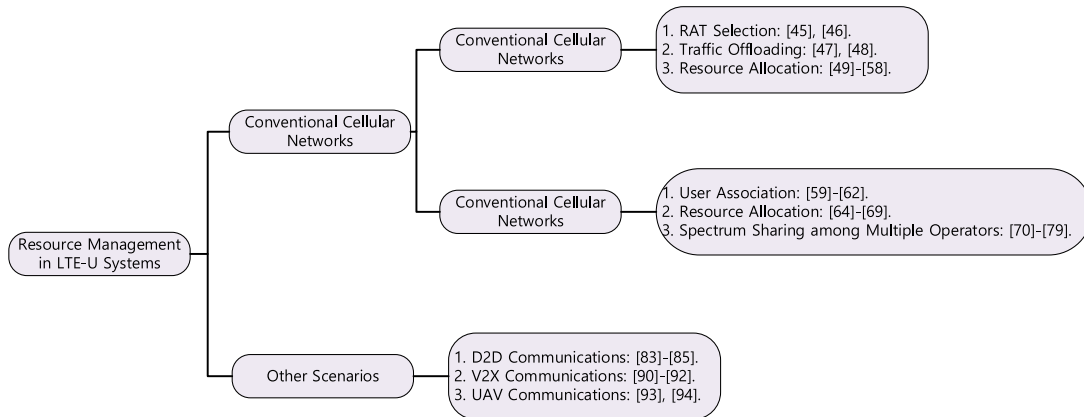 Resource Management
in LTE-U Systems
Conventional Cellular
Networks
Conventional Cellular
Networks
1. RAT Selection: [45], [46].
2. Traffic Offloading: [47], [48].
3. Resource Allocation: [49]-[58].
Conventional Cellular
Networks
1. User Association: [59]-[62].
2. Resource Allocation: [64]-[69].
3. Spectrum Sharing among Multiple Operators: [70]-[79].
Other Scenarios
1. D2D Communications: [83]-[85].
2. V2X Communications: [90]-[92].
3. UAV Communications: [93], [94].